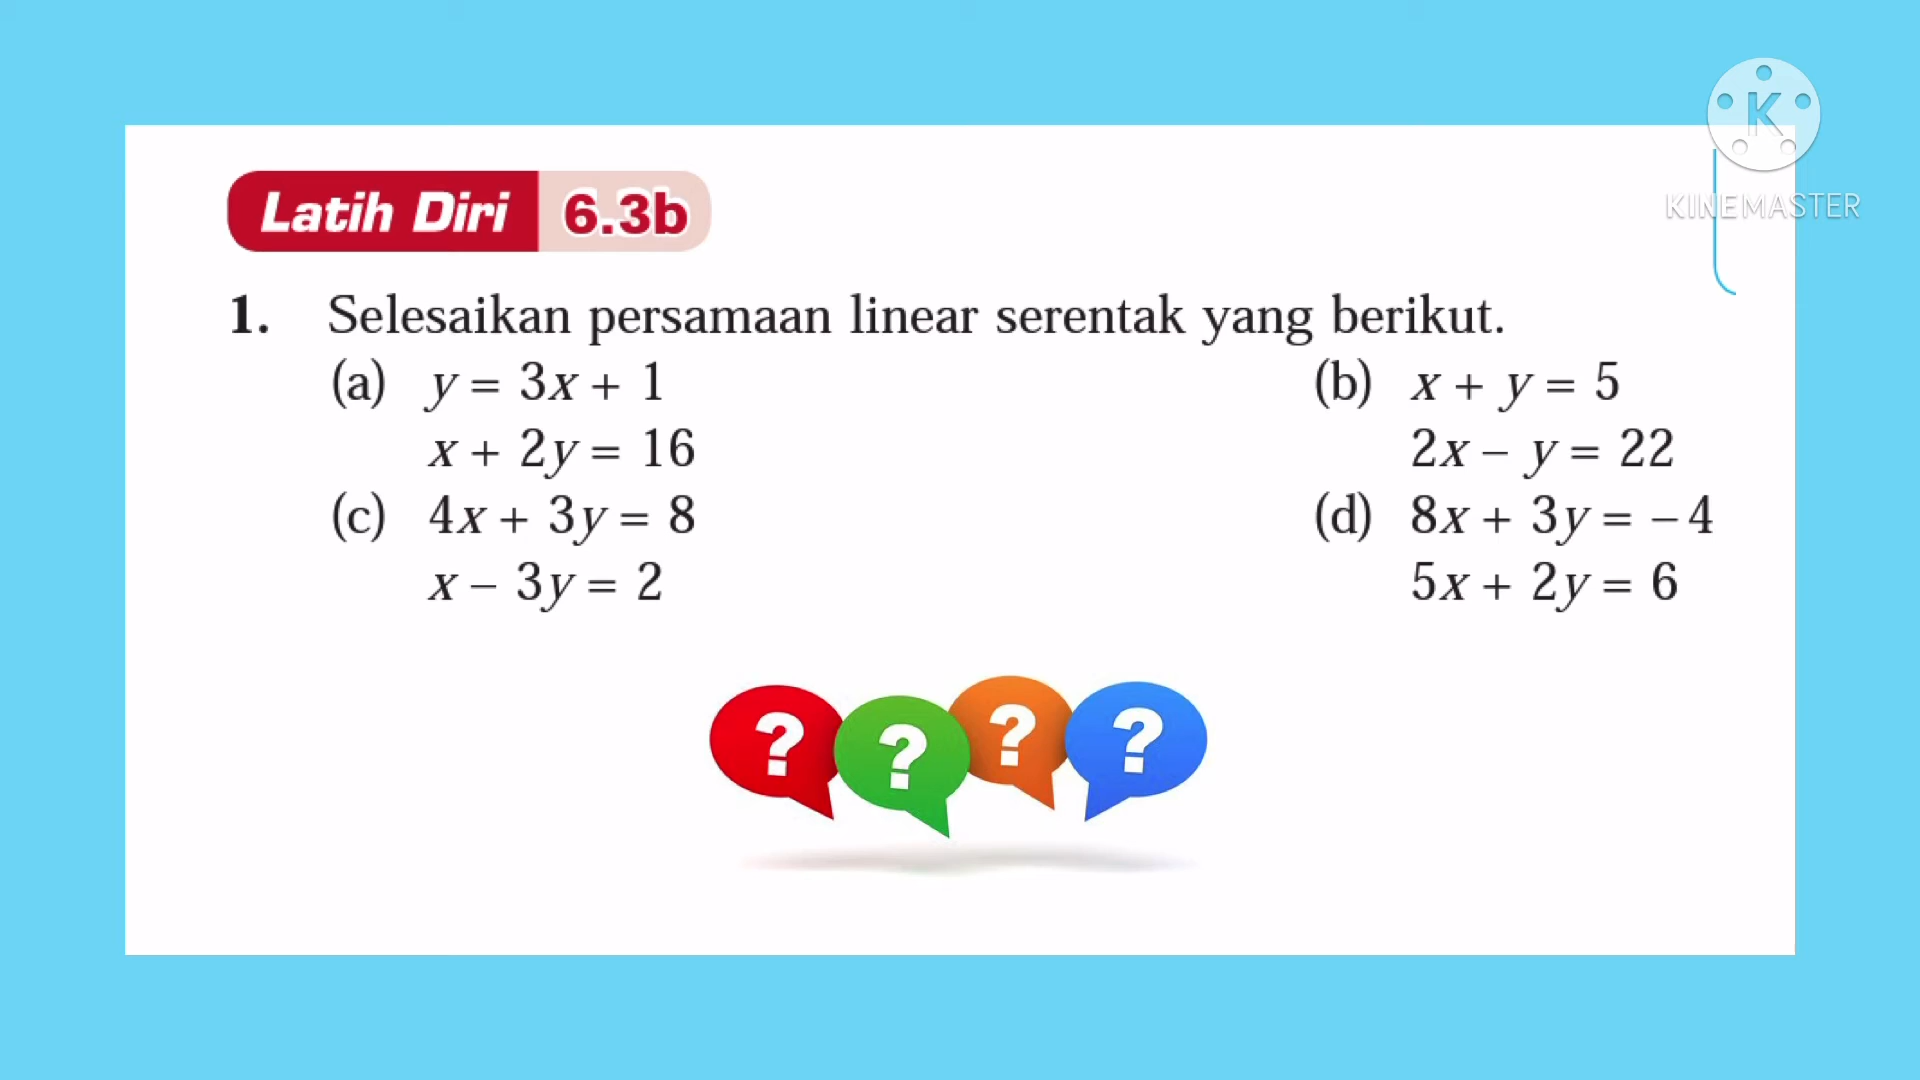 K
KINEMASTER
Latih Diri 6.3b
1. Selesaikan persamaan linear serentak yang berikut.
(a) y = 3x + 1 (b) x + y = 5
x + 2y = 16 2x – y = 22
(c) 4x + 3y = 8 (d) 8x + 3y = –4
x – 3y = 2 5x + 2y = 6
? ? ? ?